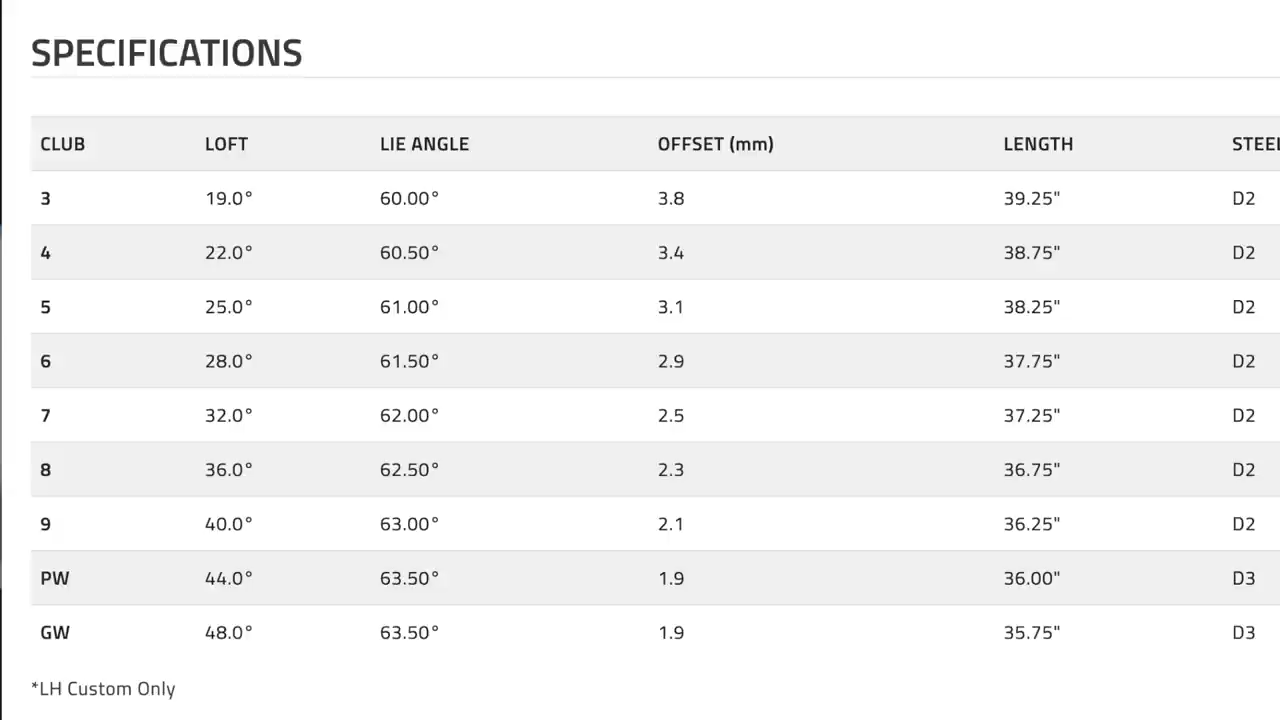 SPECIFICATIONS
CLUB LOFT LIE ANGLE OFFSET (mm) LENGTH STEEL
3 19.0° 60.00° 3.8 39.25" D2
4 22.0° 60.50° 3.4 38.75" D2
5 25.0° 61.00° 3.1 38.25" D2
6 28.0° 61.50° 2.9 37.75" D2
7 32.0° 62.00° 2.5 37.25" D2
8 36.0° 62.50° 2.3 36.75" D2
9 40.0° 63.00° 2.1 36.25" D2
PW 44.0° 63.50° 1.9 36.00" D3
GW 48.0° 63.50° 1.9 35.75" D3
*LH Custom Only